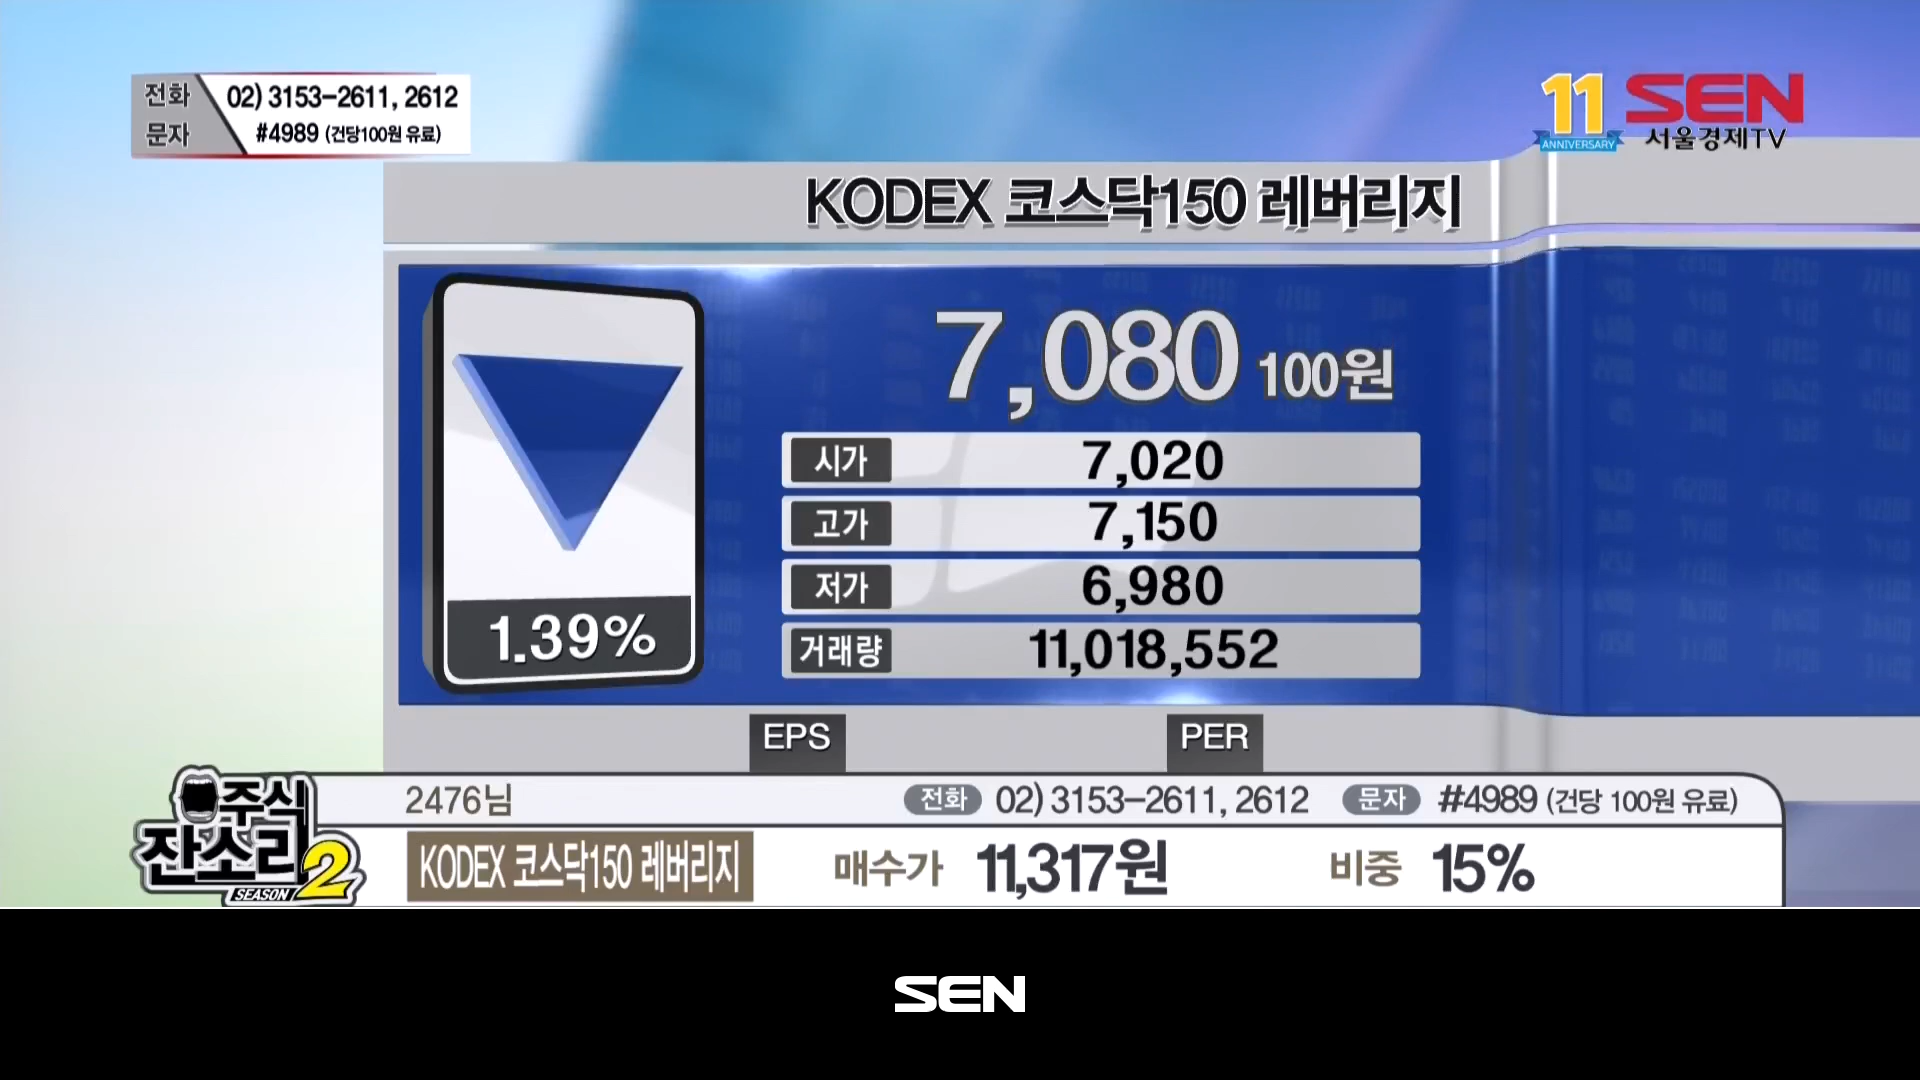 전화 02) 3153-2611, 2612
문자 #4989 (건당100원 유료)
11 ANNIVERSARY
SEN
서울경제TV
KODEX 코스닥150 레버리지
7,080 100원
1.39%
시가 7,020
고가 7,150
저가 6,980
거래량 11,018,552
EPS
PER
주식
잔소리2
SEASON
2476님 전화 02) 3153-2611, 2612 문자 #4989 (건당 100원 유료)
KODEX 코스닥150 레버리지 매수가 11,317원 비중 15%
SEN